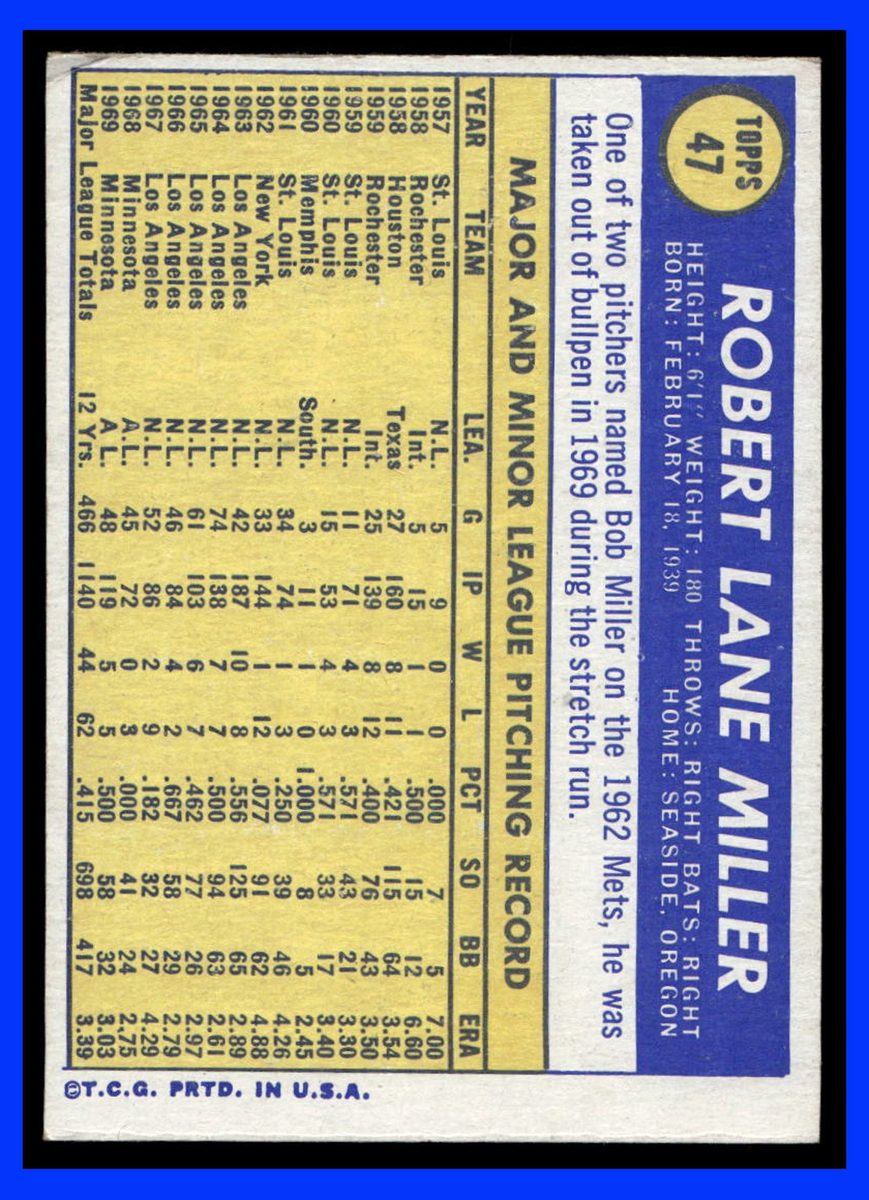 TOPPS
47
ROBERT LANE MILLER
HEIGHT: 6'1" WEIGHT: 180 THROWS: RIGHT BATS: RIGHT
BORN: FEBRUARY 18, 1939 HOME: SEASIDE, OREGON
One of two pitchers named Bob Miller on the 1962 Mets, he was
taken out of bullpen in 1969 during the stretch run.
MAJOR AND MINOR LEAGUE PITCHING RECORD
YEAR TEAM LEA. G IP W L PCT SO BB ERA
1957 St. Louis N.L. 5 9 0 0 .000 7 5 7.00
1958 Rochester Int. 5 15 1 1 .500 15 12 6.60
1958 Houston Texas 27 160 8 11 .421 115 64 3.54
1959 Rochester Int. 25 139 8 12 .400 76 43 3.50
1959 St. Louis N.L. 11 71 4 3 .571 43 21 3.30
1960 St. Louis N.L. 15 53 4 3 .571 33 17 3.40
1960 Memphis South. 3 11 1 0 1.000 8 5 2.45
1961 St. Louis N.L. 34 74 1 3 .250 39 46 4.26
1962 New York N.L. 33 144 1 12 .077 91 62 4.88
1963 Los Angeles N.L. 42 187 10 8 .556 125 65 2.89
1964 Los Angeles N.L. 74 138 7 7 .500 94 63 2.61
1965 Los Angeles N.L. 61 103 6 7 .462 77 26 2.97
1966 Los Angeles N.L. 46 84 4 2 .667 58 29 2.79
1967 Los Angeles N.L. 52 86 2 9 .182 32 27 4.29
1968 Minnesota A.L. 45 72 0 3 .000 41 24 2.75
1969 Minnesota A.L. 48 119 5 5 .500 58 32 3.03
Major League Totals 12 Yrs. 466 1140 44 62 .415 698 417 3.39
©T.C.G. PRTD. IN U.S.A.